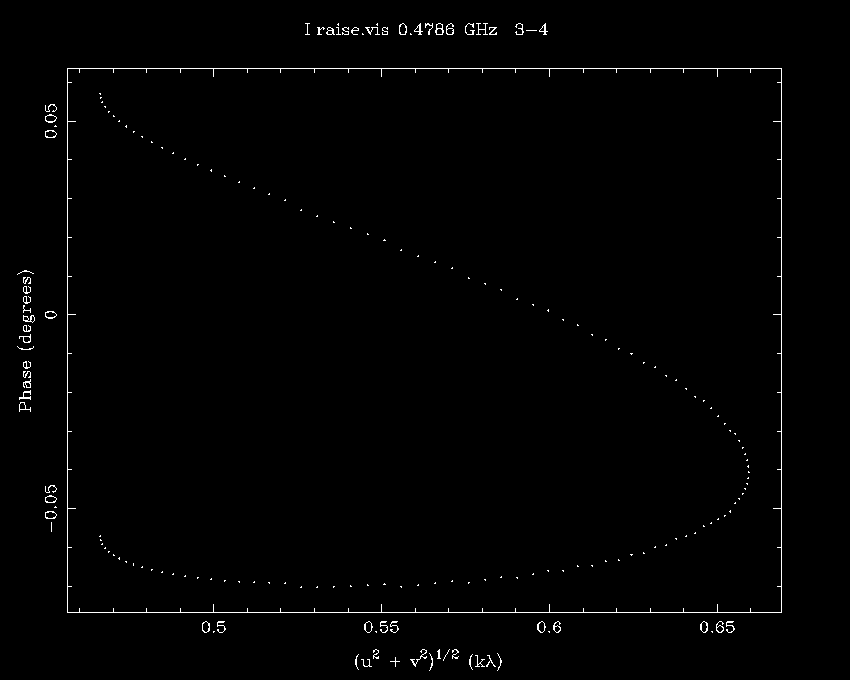 I raise.vis 0.4786 GHz 3-4
0.05
0
-0.05
Phase (degrees)
0.5 0.55 0.6 0.65
(u² + v²)^1/2 (kλ)